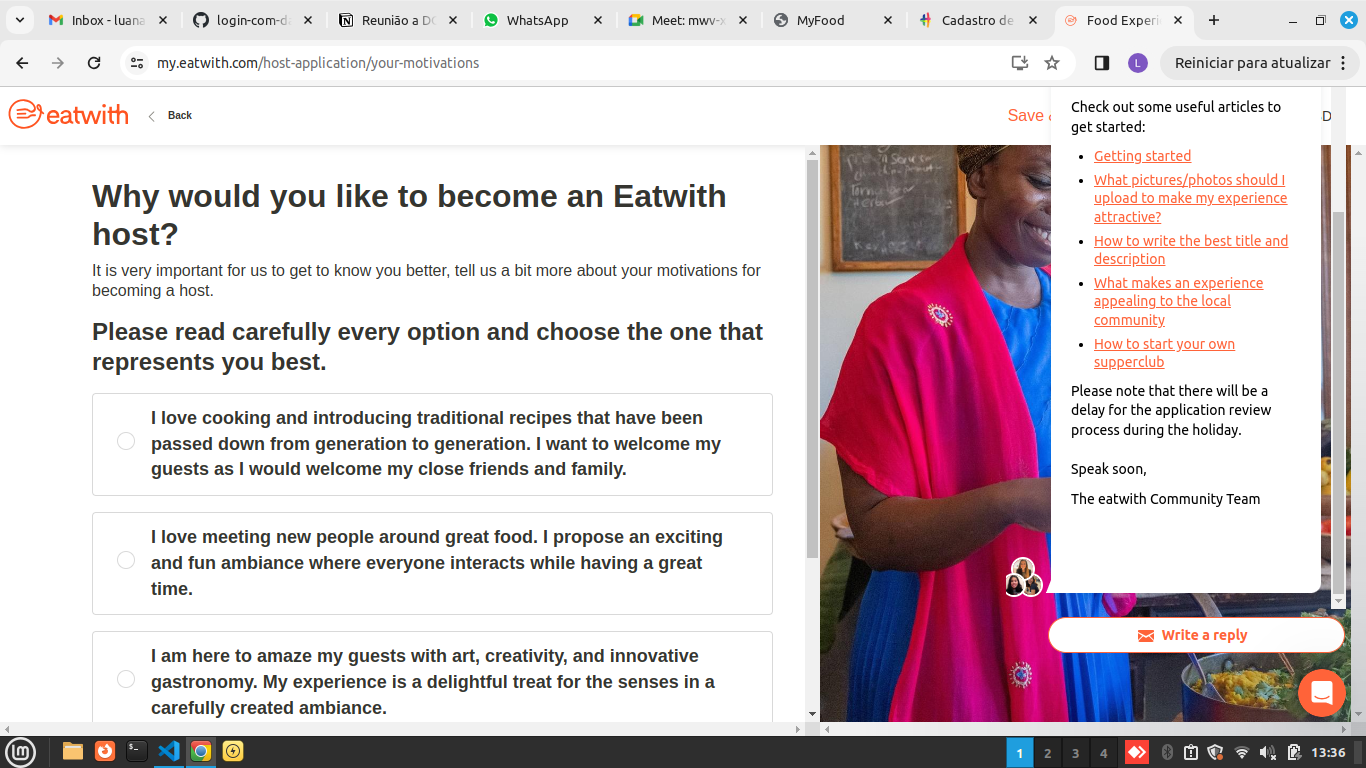 Inbox - luana
login-com-da
Reunião a DO
WhatsApp
Meet: mwv-x
MyFood
Cadastro de
Food Experie
my.eatwith.com/host-application/your-motivations
L
Reiniciar para atualizar
eatwith
Back
Save &
D
Why would you like to become an Eatwith
host?
It is very important for us to get to know you better, tell us a bit more about your motivations for
becoming a host.
Please read carefully every option and choose the one that
represents you best.
I love cooking and introducing traditional recipes that have been
passed down from generation to generation. I want to welcome my
guests as I would welcome my close friends and family.
I love meeting new people around great food. I propose an exciting
and fun ambiance where everyone interacts while having a great
time.
I am here to amaze my guests with art, creativity, and innovative
gastronomy. My experience is a delightful treat for the senses in a
carefully created ambiance.
Check out some useful articles to
get started:
Getting started
What pictures/photos should I
upload to make my experience
attractive?
How to write the best title and
description
What makes an experience
appealing to the local
community
How to start your own
supperclub
Please note that there will be a
delay for the application review
process during the holiday.
Speak soon,
The eatwith Community Team
Write a reply
1 2 3 4
13:36